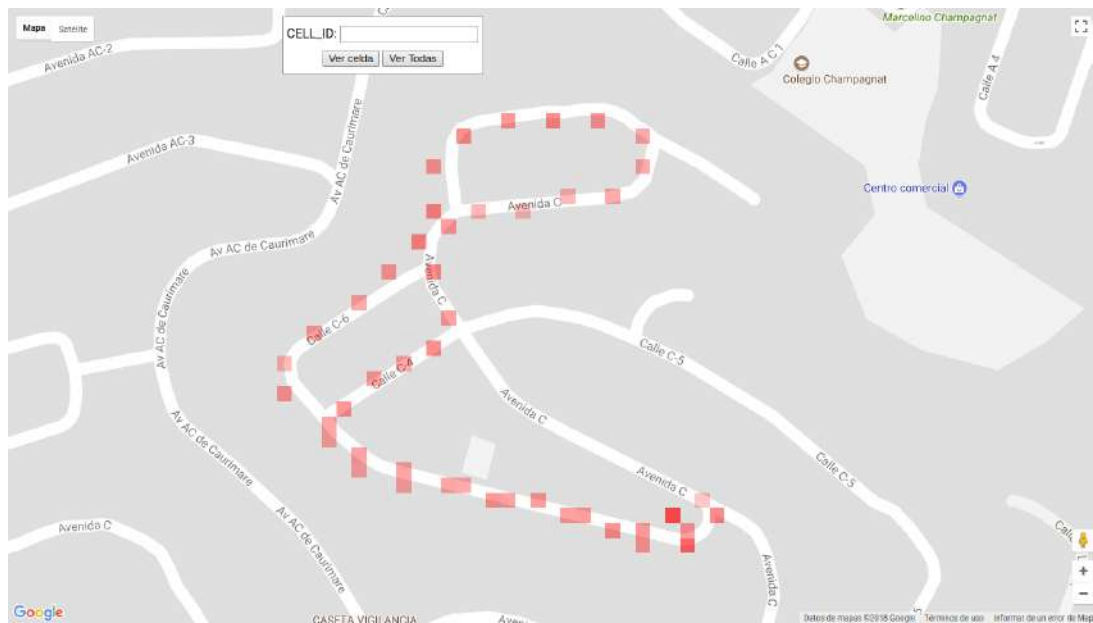 Mapa
Satélite
CELL_ID:
Ver celda
Ver Todas
Marcelino Champagnat
Avenida AC-2
Calle A C 1
Colegio Champagnat
Calle A 4
Avenida AC-3
Av AC de Caurimare
Centro comercial
Avenida C
Av AC de Caurimare
Avenida C
Calle C-6
Av AC de Caurimare
Calle C-5
Calle C-4
Avenida C
Av AC de Caurimare
Calle C-5
Avenida C
Avenida C
Av AC de Caurimare
Avenida C
Google
CASETA VIGILANCIA
Datos de mapas ©2018 Google
Términos de uso
Informar de un error de Map